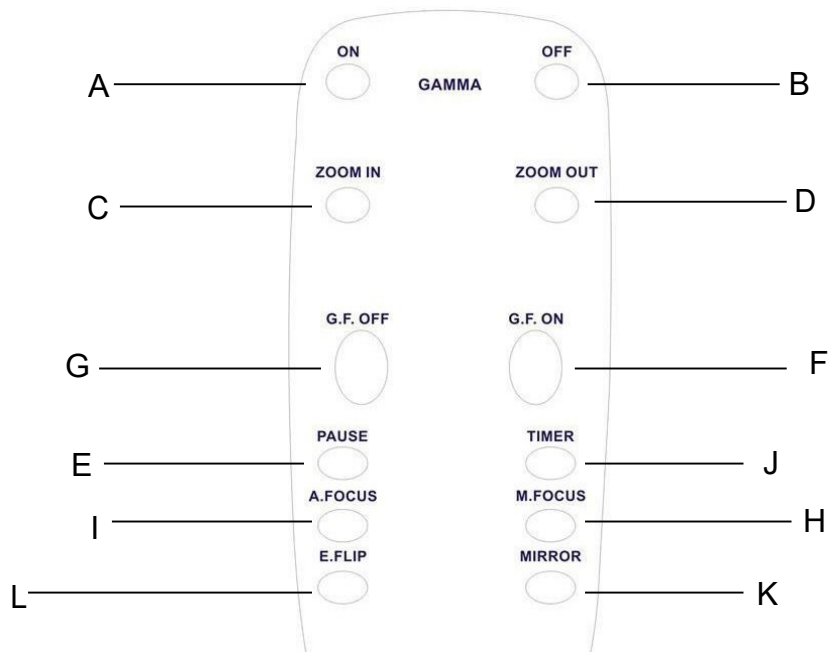 ON OFF
A GAMMA B
ZOOM IN ZOOM OUT
C D
G.F. OFF G.F. ON
G F
PAUSE TIMER
E J
A.FOCUS M.FOCUS
I H
E.FLIP MIRROR
L K